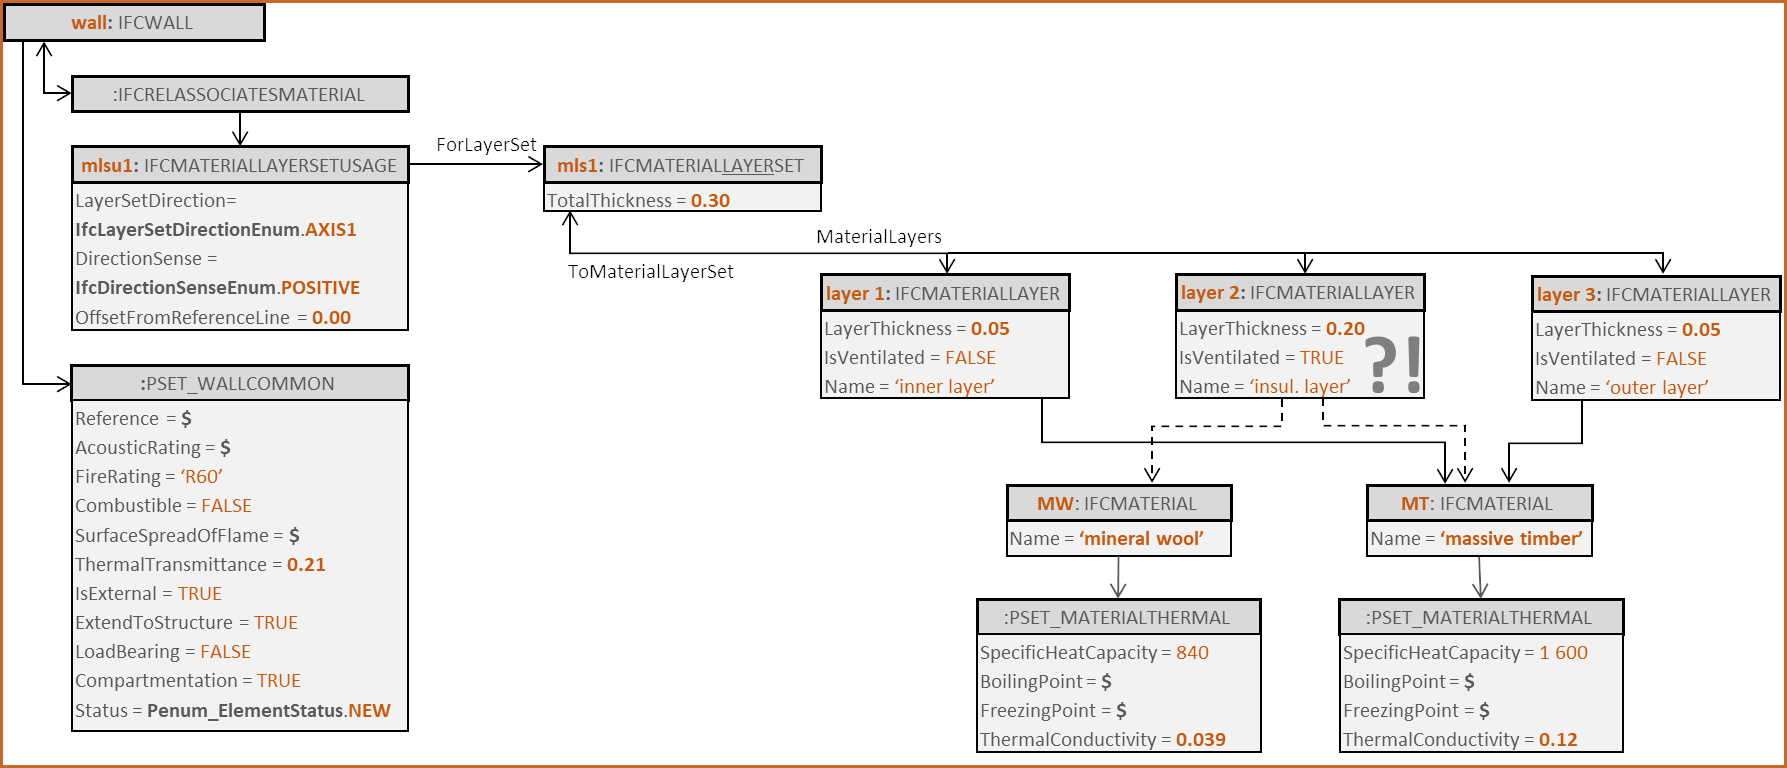 wall: IFCWALL
:IFCRELASSOCIATESMATERIAL
mlsu1: IFCMATERIALLAYERSETUSAGE
LayerSetDirection=
IfcLayerSetDirectionEnum.AXIS1
DirectionSense =
IfcDirectionSenseEnum.POSITIVE
OffsetFromReferenceLine = 0.00
ForLayerSet
mls1: IFCMATERIALLAYERSET
TotalThickness = 0.30
MaterialLayers
ToMaterialLayerSet
layer 1: IFCMATERIALLAYER
LayerThickness = 0.05
IsVentilated = FALSE
Name = ‘inner layer’
layer 2: IFCMATERIALLAYER
LayerThickness = 0.20
IsVentilated = TRUE
Name = ‘insul. layer’
?!
layer 3: IFCMATERIALLAYER
LayerThickness = 0.05
IsVentilated = FALSE
Name = ‘outer layer’
:PSET_WALLCOMMON
Reference = $
AcousticRating = $
FireRating = ‘R60’
Combustible = FALSE
SurfaceSpreadOfFlame = $
ThermalTransmittance = 0.21
IsExternal = TRUE
ExtendToStructure = TRUE
LoadBearing = FALSE
Compartmentation = TRUE
Status = Penum_ElementStatus.NEW
MW: IFCMATERIAL
Name = ‘mineral wool’
MT: IFCMATERIAL
Name = ‘massive timber’
:PSET_MATERIALTHERMAL
SpecificHeatCapacity = 840
BoilingPoint = $
FreezingPoint = $
ThermalConductivity = 0.039
:PSET_MATERIALTHERMAL
SpecificHeatCapacity = 1 600
BoilingPoint = $
FreezingPoint = $
ThermalConductivity = 0.12